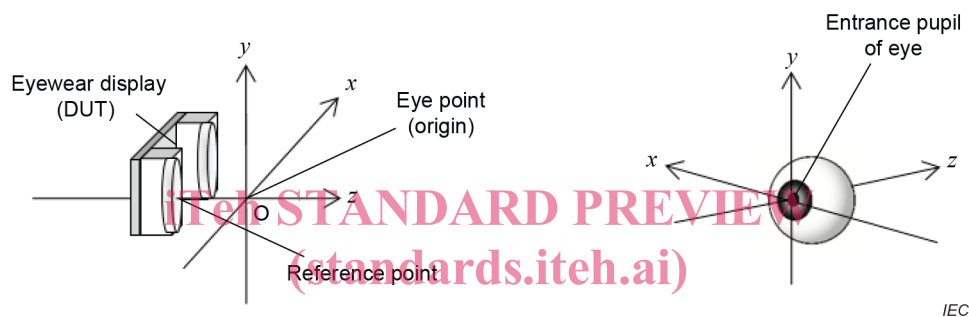 Entrance pupil
of eye
Eyewear display
(DUT)
y
x
Eye point
(origin)
y
x
z
z
O
iTeh STANDARD PREVIEW
Reference point
(standards.iteh.ai)
IEC